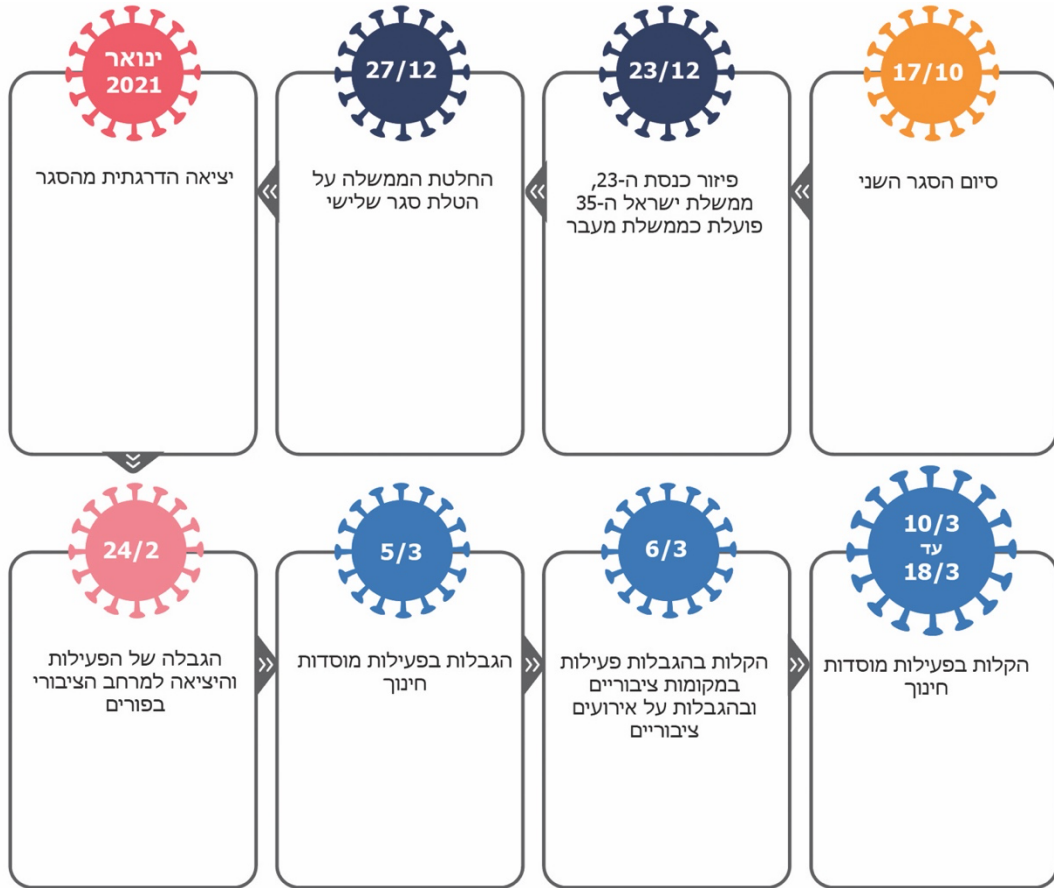 17/10
סיום הסגר השני
23/12
פיזור כנסת ה-23,
ממשלת ישראל ה-35
פועלת כממשלת מעבר
27/12
החלטת הממשלה על
הטלת סגר שלישי
ינואר
2021
יציאה הדרגתית מהסגר
24/2
הגבלה של הפעילות
והיציאה למרחב הציבורי
בפורים
5/3
הגבלות בפעילות מוסדות
חינוך
6/3
הקלות בהגבלות פעילות
במקומות ציבוריים
ובהגבלות על אירועים
ציבוריים
10/3
עד
18/3
הקלות בפעילות מוסדות
חינוך